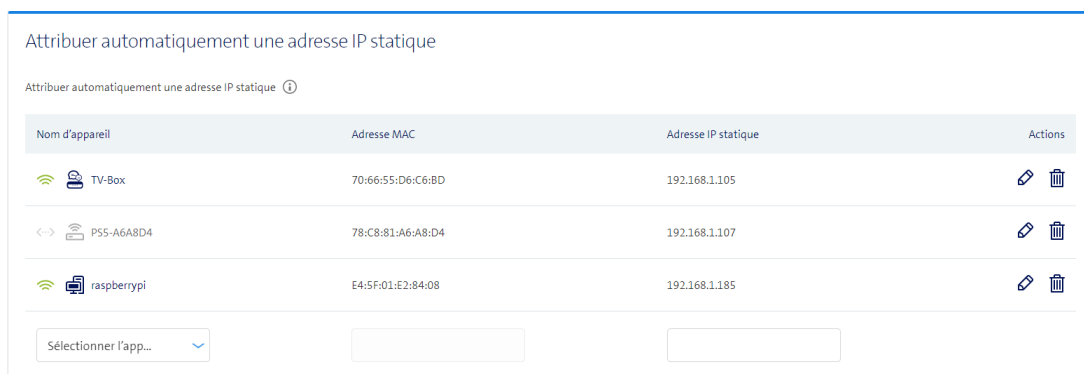 Attribuer automatiquement une adresse IP statique
Attribuer automatiquement une adresse IP statique
Nom d'appareil Adresse MAC Adresse IP statique Actions
TV-Box 70:66:55:D6:C6:BD 192.168.1.105
PS5-A6A8D4 78:C8:81:A6:A8:D4 192.168.1.107
raspberrypi E4:5F:01:E2:84:08 192.168.1.185
Sélectionner l'app...